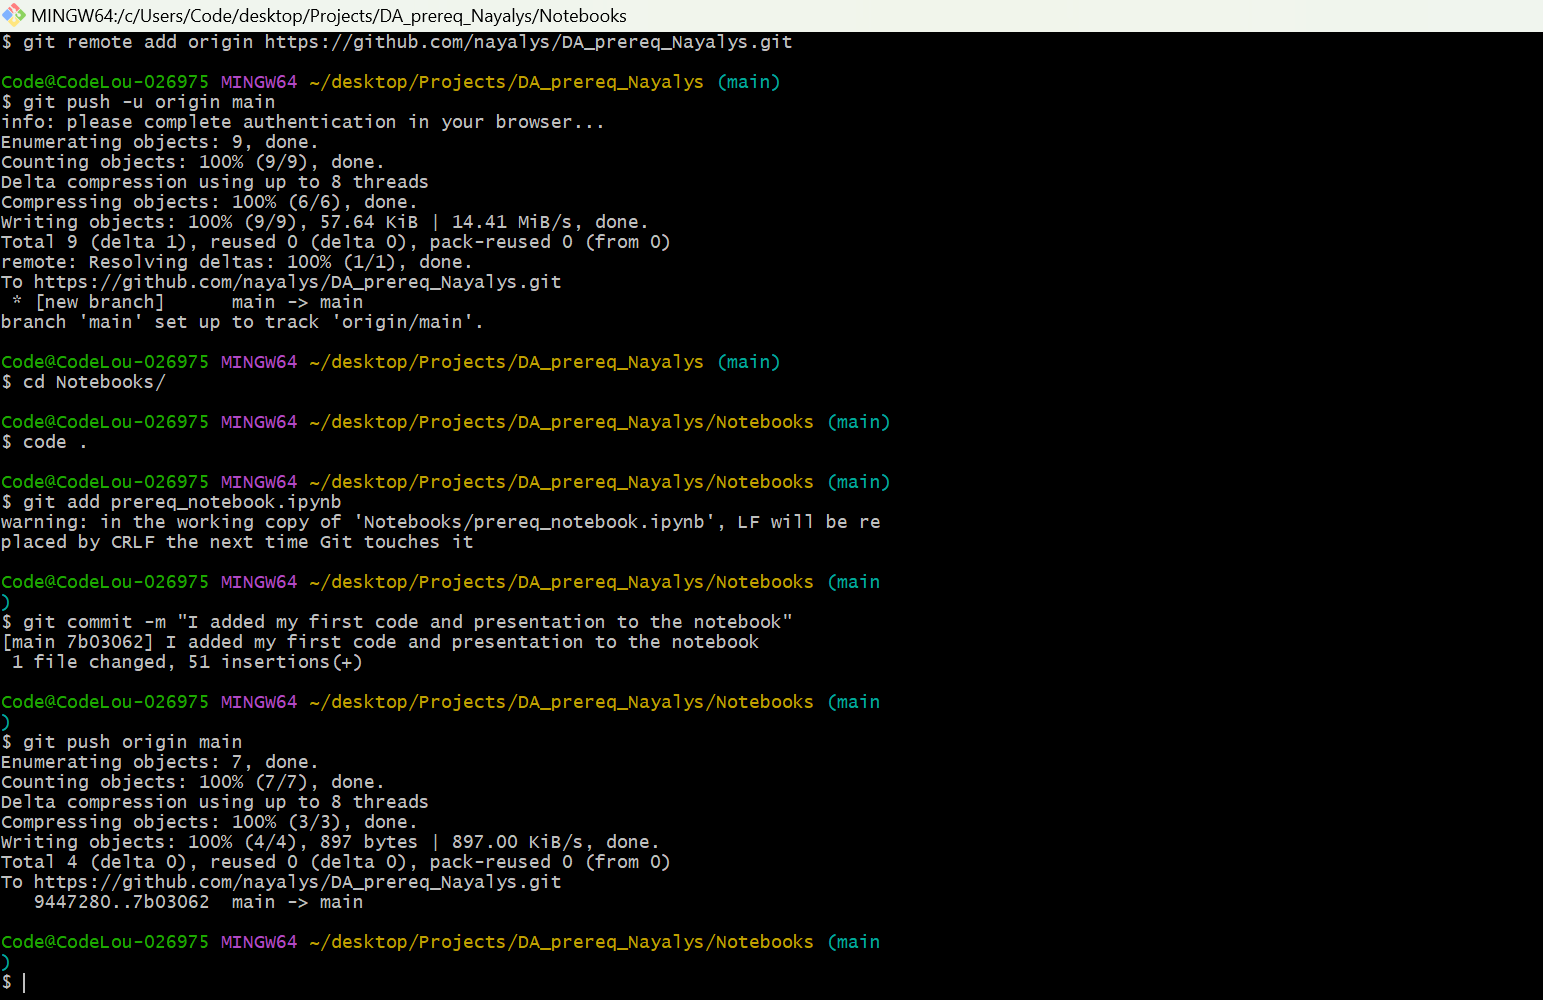 MINGW64:/c/Users/Code/desktop/Projects/DA_prereq_Nayalys/Notebooks
$ git remote add origin https://github.com/nayalys/DA_prereq_Nayalys.git
Code@CodeLou-026975 MINGW64 ~/desktop/Projects/DA_prereq_Nayalys (main)
$ git push -u origin main
info: please complete authentication in your browser...
Enumerating objects: 9, done.
Counting objects: 100% (9/9), done.
Delta compression using up to 8 threads
Compressing objects: 100% (6/6), done.
Writing objects: 100% (9/9), 57.64 KiB | 14.41 MiB/s, done.
Total 9 (delta 1), reused 0 (delta 0), pack-reused 0 (from 0)
remote: Resolving deltas: 100% (1/1), done.
To https://github.com/nayalys/DA_prereq_Nayalys.git
 * [new branch]      main -> main
branch 'main' set up to track 'origin/main'.
Code@CodeLou-026975 MINGW64 ~/desktop/Projects/DA_prereq_Nayalys (main)
$ cd Notebooks/
Code@CodeLou-026975 MINGW64 ~/desktop/Projects/DA_prereq_Nayalys/Notebooks (main)
$ code .
Code@CodeLou-026975 MINGW64 ~/desktop/Projects/DA_prereq_Nayalys/Notebooks (main)
$ git add prereq_notebook.ipynb
warning: in the working copy of 'Notebooks/prereq_notebook.ipynb', LF will be re
placed by CRLF the next time Git touches it
Code@CodeLou-026975 MINGW64 ~/desktop/Projects/DA_prereq_Nayalys/Notebooks (main
)
$ git commit -m "I added my first code and presentation to the notebook"
[main 7b03062] I added my first code and presentation to the notebook
 1 file changed, 51 insertions(+)
Code@CodeLou-026975 MINGW64 ~/desktop/Projects/DA_prereq_Nayalys/Notebooks (main
)
$ git push origin main
Enumerating objects: 7, done.
Counting objects: 100% (7/7), done.
Delta compression using up to 8 threads
Compressing objects: 100% (3/3), done.
Writing objects: 100% (4/4), 897 bytes | 897.00 KiB/s, done.
Total 4 (delta 0), reused 0 (delta 0), pack-reused 0 (from 0)
To https://github.com/nayalys/DA_prereq_Nayalys.git
   9447280..7b03062  main -> main
Code@CodeLou-026975 MINGW64 ~/desktop/Projects/DA_prereq_Nayalys/Notebooks (main
)
$